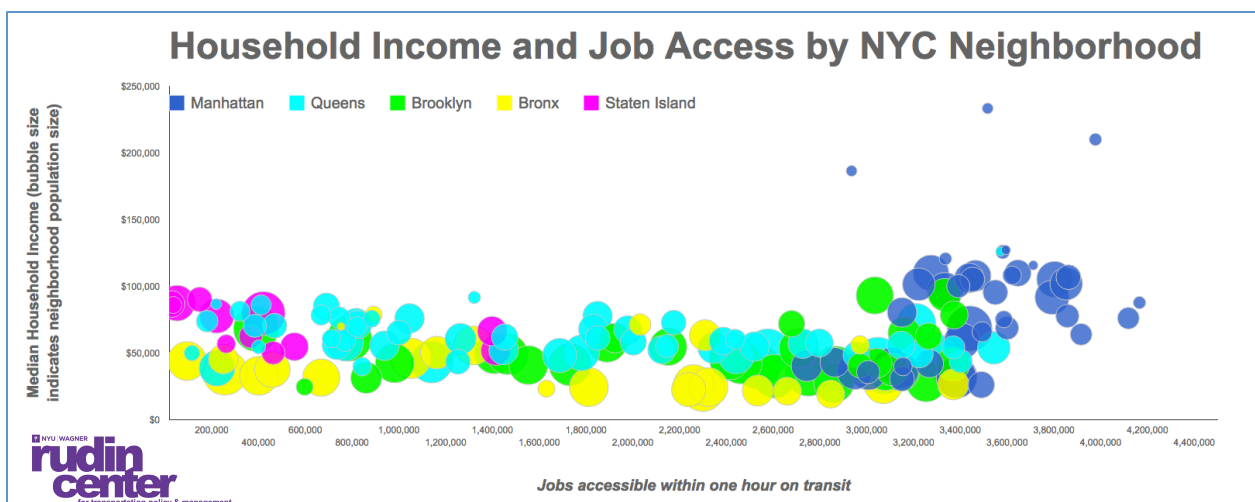 Household Income and Job Access by NYC Neighborhood
Median Household Income (bubble size
indicates neighborhood population size)
$250,000
$200,000
$150,000
$100,000
$50,000
$0
Manhattan Queens Brooklyn Bronx Staten Island
200,000 400,000 600,000 800,000 1,000,000 1,200,000 1,400,000 1,600,000 1,800,000 2,000,000 2,200,000 2,400,000 2,600,000 2,800,000 3,000,000 3,200,000 3,400,000 3,600,000 3,800,000 4,000,000 4,200,000 4,400,000
Jobs accessible within one hour on transit
NYU WAGNER
rudin
center
for transportation policy & management